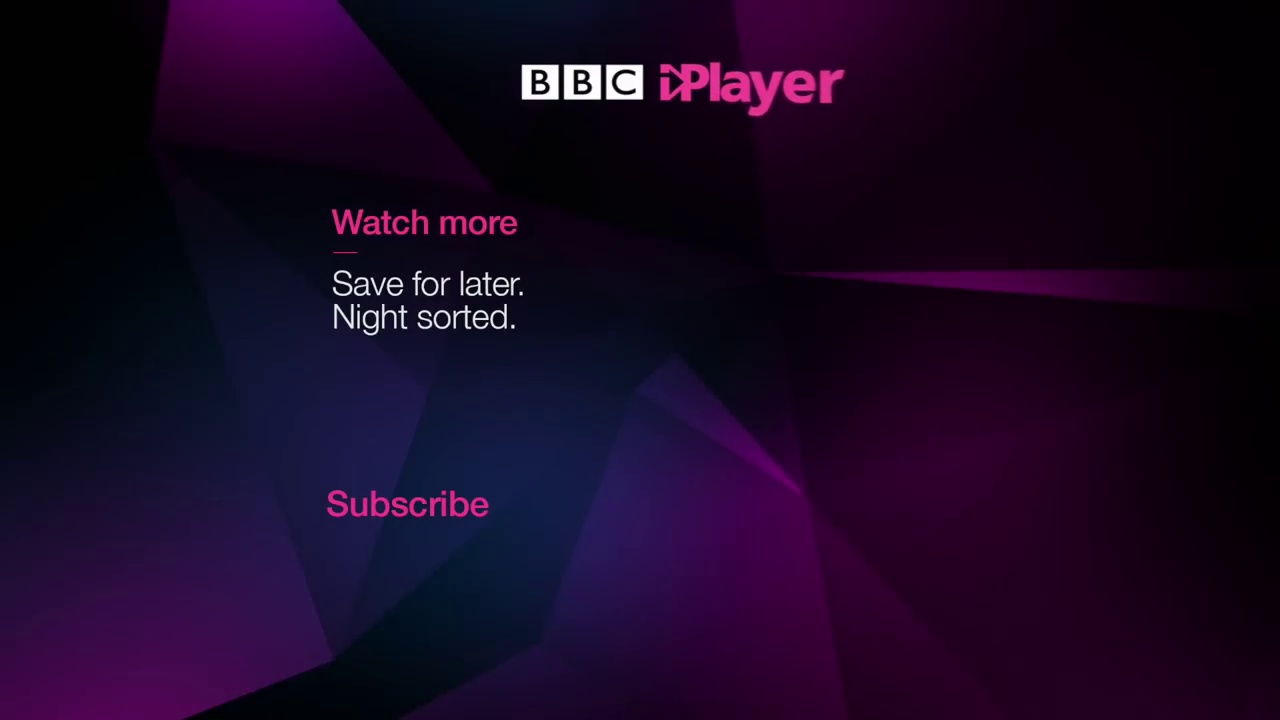 BBC iPlayer
Watch more
Save for later.
Night sorted.
Subscribe